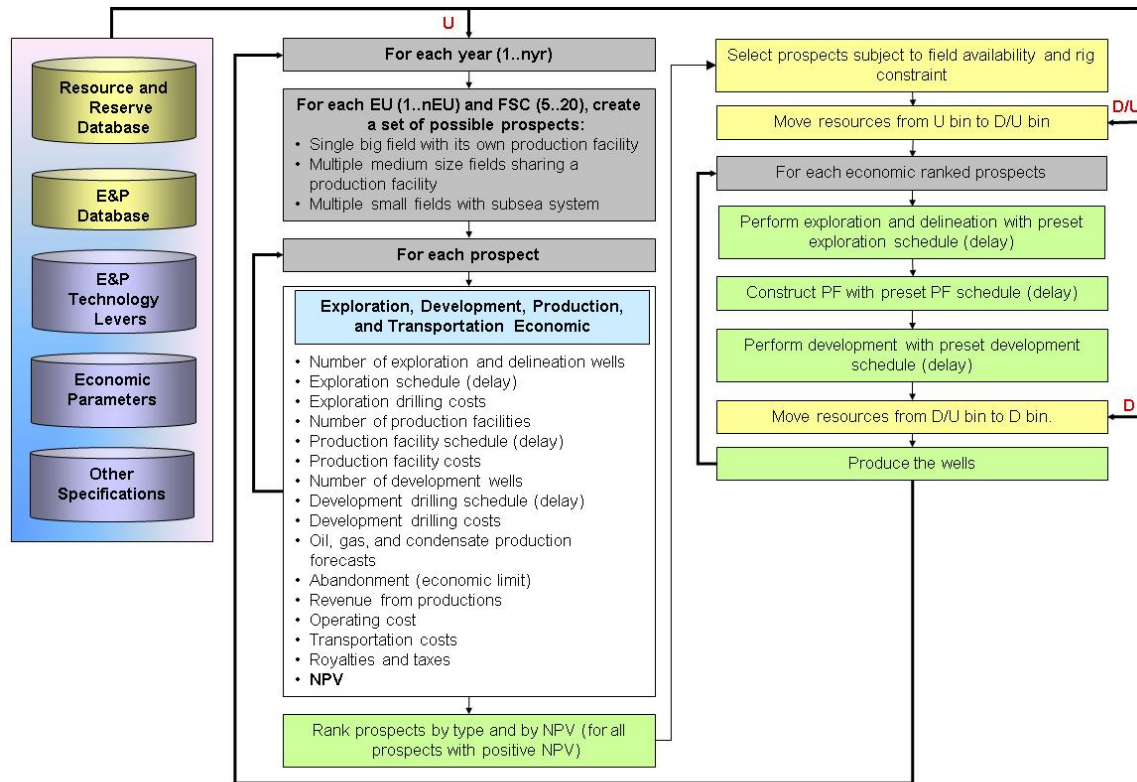 U
Resource and
Reserve
Database
E&P
Database
E&P
Technology
Levers
Economic
Parameters
Other
Specifications
For each year (1..nyr)
For each EU (1..nEU) and FSC (5..20), create
a set of possible prospects:
• Single big field with its own production facility
• Multiple medium size fields sharing a
production facility
• Multiple small fields with subsea system
For each prospect
Exploration, Development, Production,
and Transportation Economic
• Number of exploration and delineation wells
• Exploration schedule (delay)
• Exploration drilling costs
• Number of production facilities
• Production facility schedule (delay)
• Production facility costs
• Number of development wells
• Development drilling schedule (delay)
• Development drilling costs
• Oil, gas, and condensate production
forecasts
• Abandonment (economic limit)
• Revenue from productions
• Operating cost
• Transportation costs
• Royalties and taxes
• NPV
Rank prospects by type and by NPV (for all
prospects with positive NPV)
Select prospects subject to field availability and rig
constraint
D/U
Move resources from U bin to D/U bin
For each economic ranked prospects
Perform exploration and delineation with preset
exploration schedule (delay)
Construct PF with preset PF schedule (delay)
Perform development with preset development
schedule (delay)
D
Move resources from D/U bin to D bin.
Produce the wells